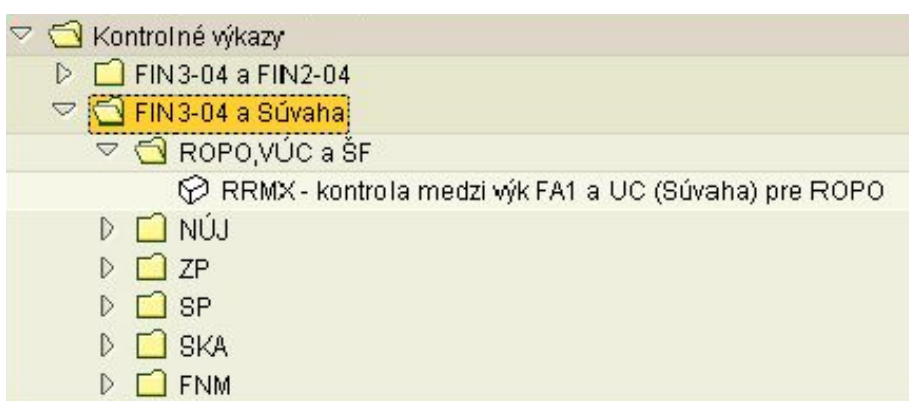 Kontrolné výkazy
FIN3-04 a FIN2-04
FIN3-04 a Súvaha
ROPO,VÚC a ŠF
RRMX - kontrola medzi výk FA1 a UC (Súvaha) pre ROPO
NÚJ
ZP
SP
SKA
FNM